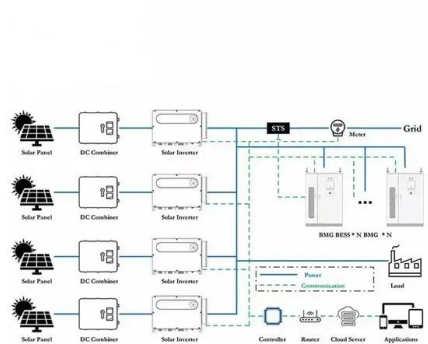 STS
Meter
Grid
Solar Panel DC Combiner Solar Inverter
Solar Panel DC Combiner Solar Inverter
BMG BESS * N BMG * N
Solar Panel DC Combiner Solar Inverter
Power
Communication
Load
Solar Panel DC Combiner Solar Inverter
Controller Router Cloud Server Applications